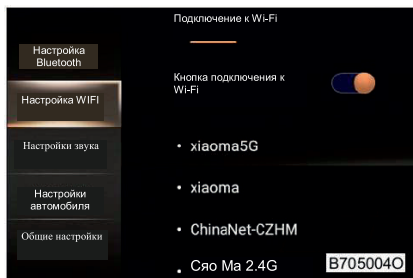 Подключение к Wi-Fi
Настройка
Bluetooth
Кнопка подключения к
Wi-Fi
Настройка WIFI
Настройки звука
• xiaoma5G
• xiaoma
Настройки
автомобиля
• ChinaNet-CZHM
Общие настройки
• Сяо Ма 2.4G
B705004O